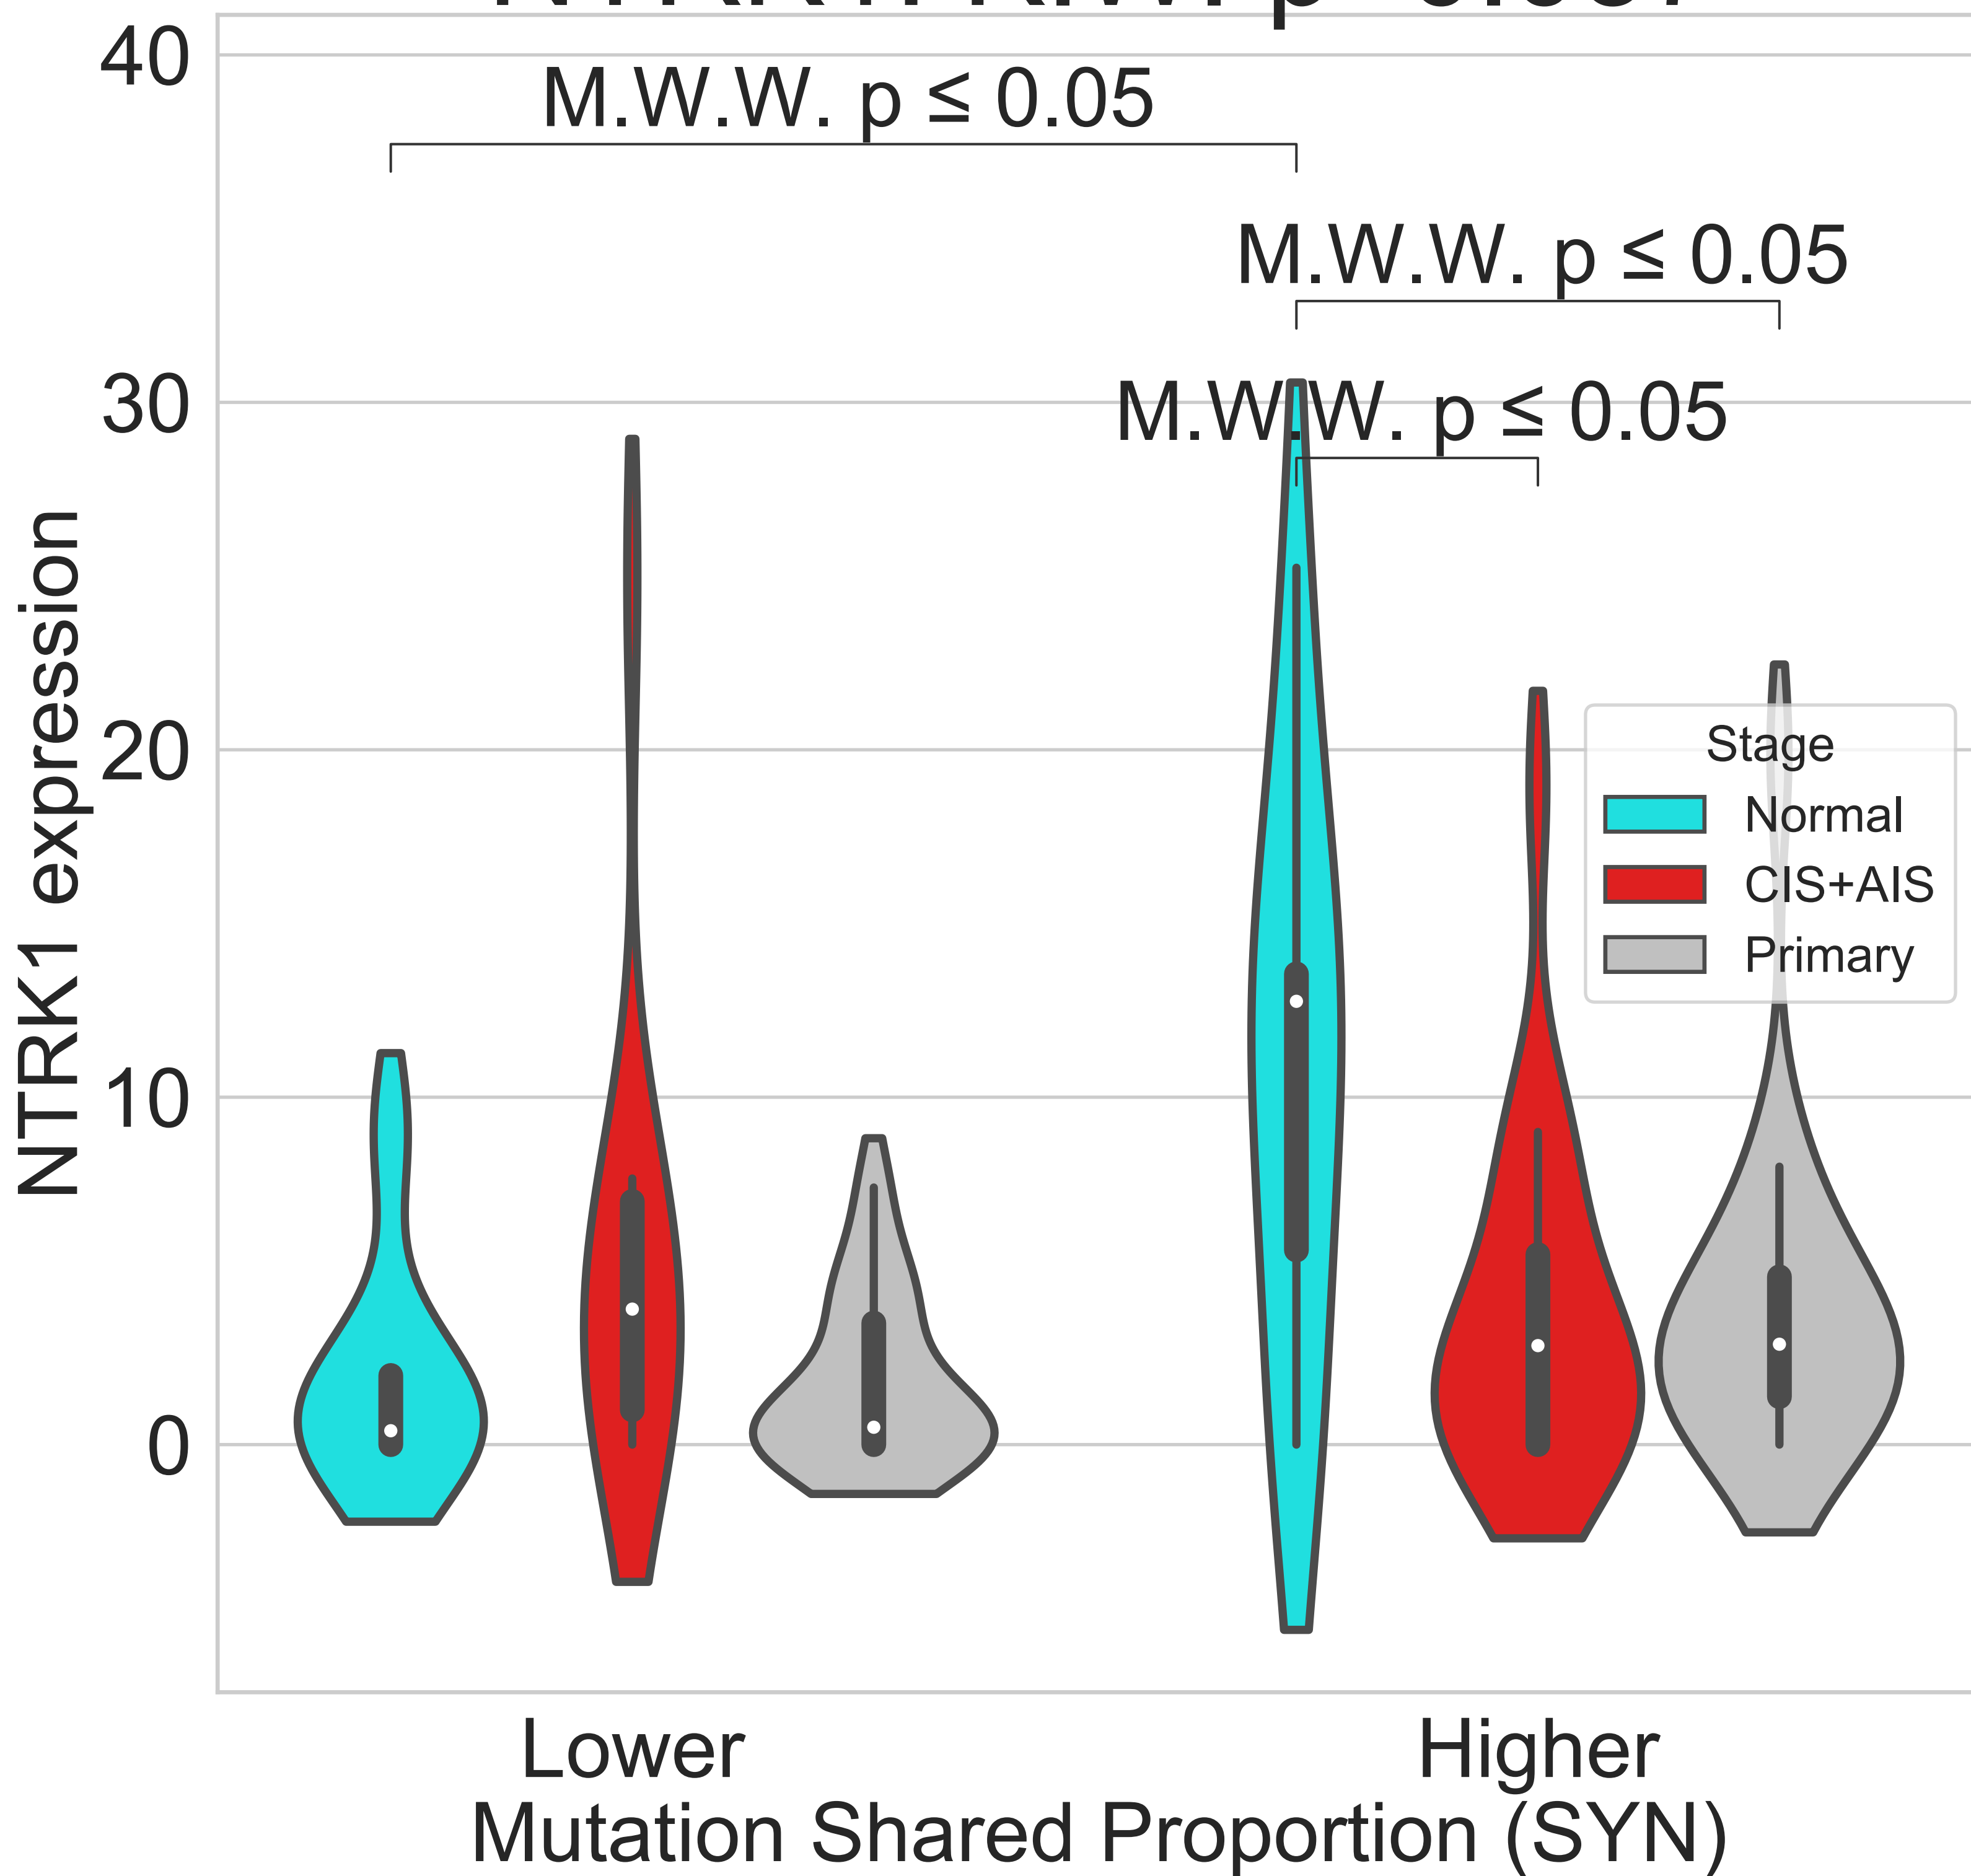 40
M.W.W. p ≤ 0.05
M.W.W. p ≤ 0.05
30
M.W.W. p ≤ 0.05
NTRK1 expression
20
Stage
Normal
CIS+AIS
Primary
10
0
Lower
Higher
Mutation Shared Proportion (SYN)